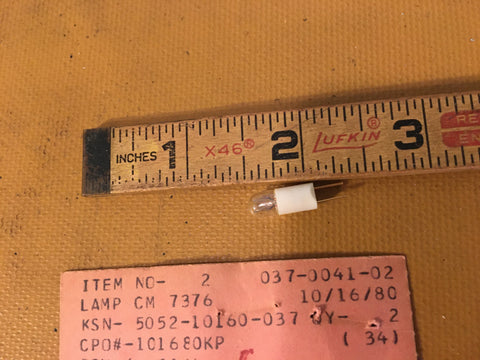 INCHES 1 X46® 2 LUFKIN® 3
ITEM NO- 2 037-0041-02
LAMP CM 7376 10/16/80
KSN- 5052-10160-037 QY- 2
CPO#-101680KP (34)